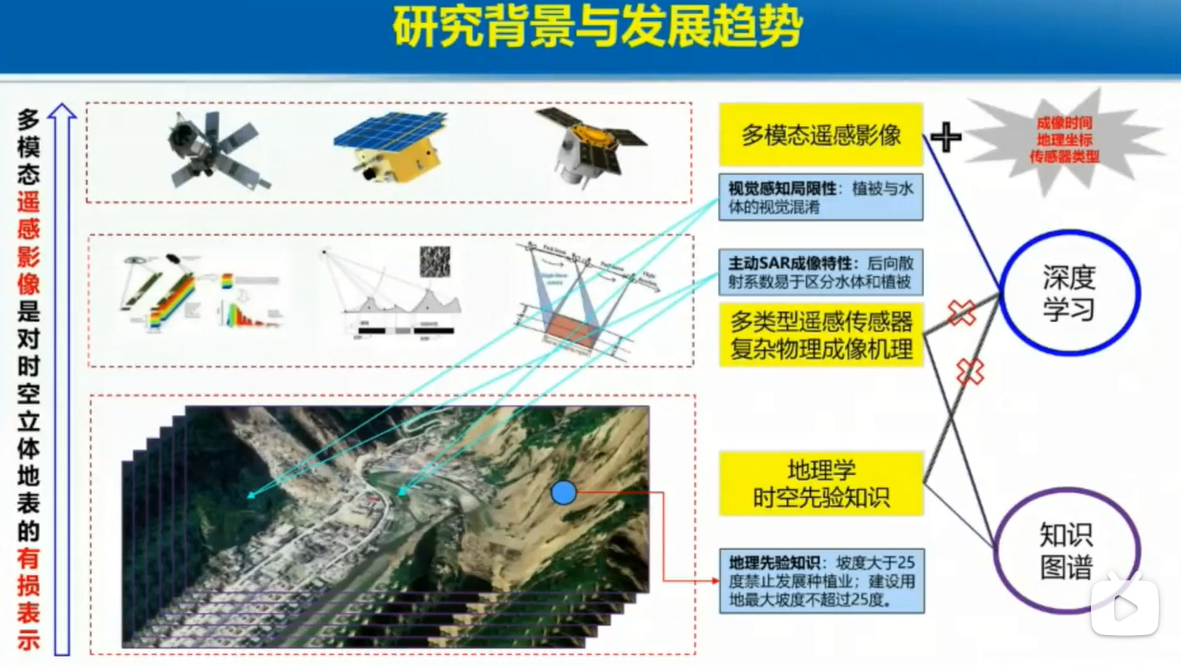 研究背景与发展趋势
多模态遥感影像是对时空立体地表的有损表示
多模态遥感影像
成像时间
地理坐标
传感器类型
视觉感知局限性：植被与水
体的视觉混淆
主动SAR成像特性：后向散
射系数易于区分水体和植被
多类型遥感传感器
复杂物理成像机理
深度
学习
地理学
时空先验知识
地理先验知识：坡度大于25
度禁止发展种植业；建设用
地最大坡度不超过25度。
知识
图谱